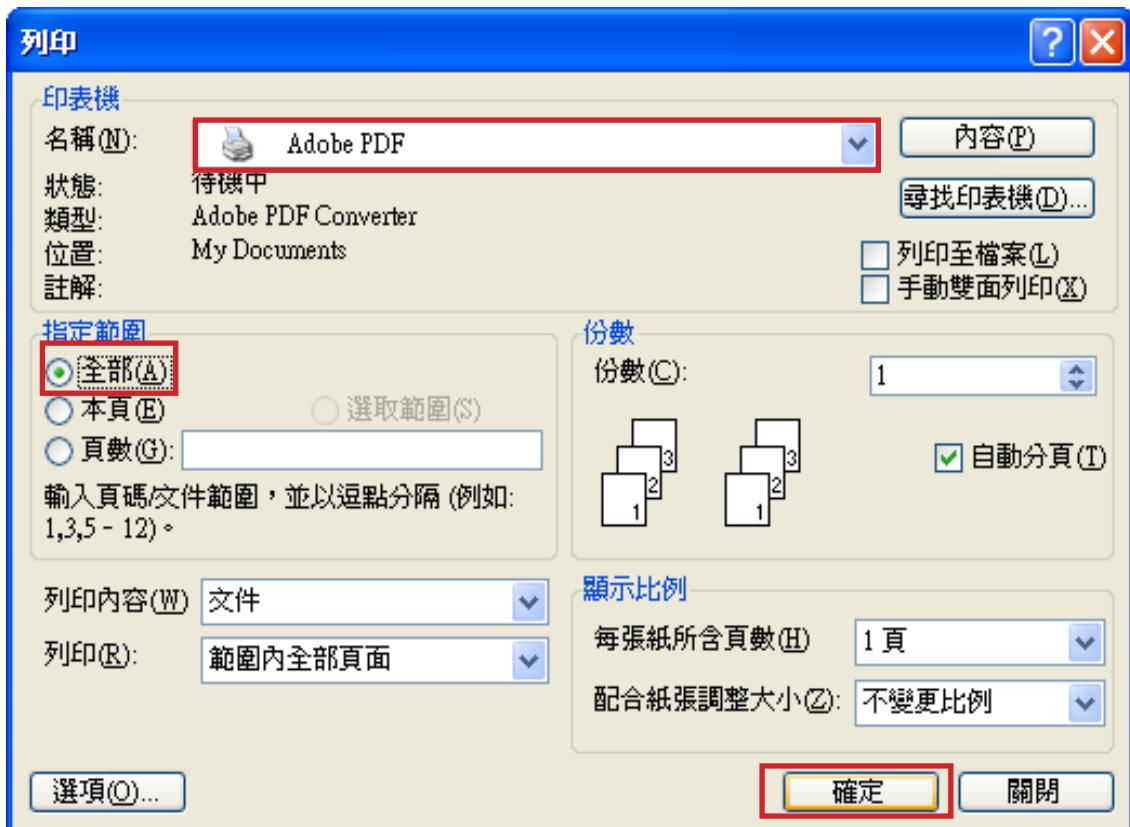 列印
印表機
名稱(N):
Adobe PDF
內容(P)
狀態:
待機中
尋找印表機(D)...
類型:
Adobe PDF Converter
位置:
My Documents
列印至檔案(L)
註解:
手動雙面列印(X)
指定範圍
全部(A)
本頁(E)
選取範圍(S)
頁數(G):
輸入頁碼/文件範圍，並以逗點分隔 (例如:
1,3,5 - 12)。
份數
份數(C):
1
3
2
1
3
2
1
自動分頁(T)
列印內容(W)
文件
列印(R):
範圍內全部頁面
顯示比例
每張紙所含頁數(H)
1 頁
配合紙張調整大小(Z):
不變更比例
選項(O)...
確定
關閉